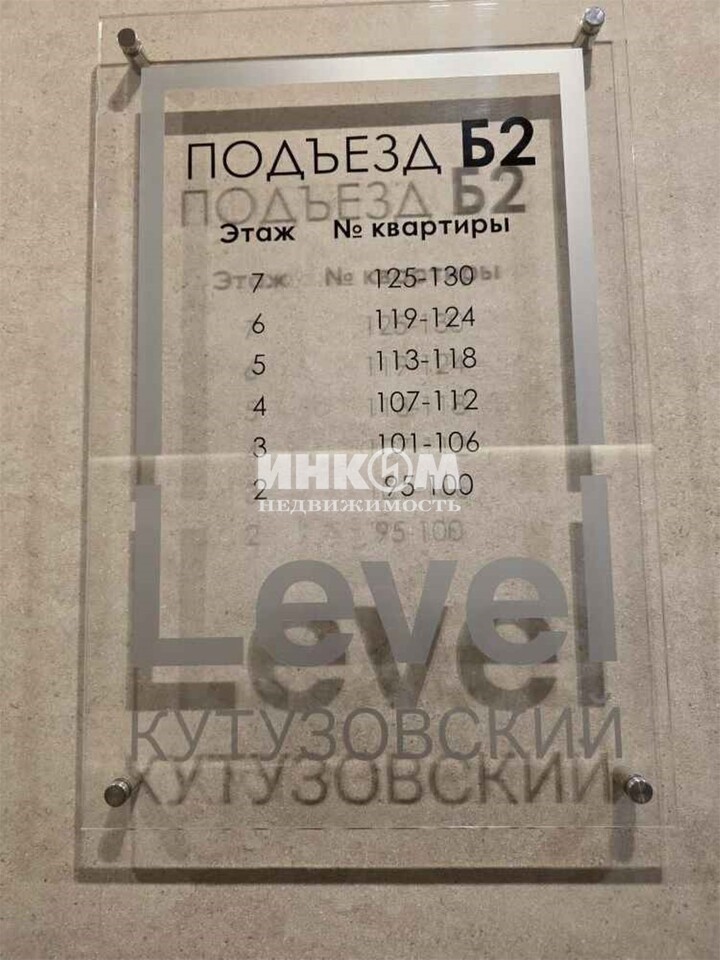 ПОДЪЕЗД Б2
Этаж № квартиры
7 125-130
6 119-124
5 113-118
4 107-112
3 101-106
ИНКОМ
2 95-100
НЕДВИЖИМОСТЬ
Level
КУТУЗОВСКИЙ